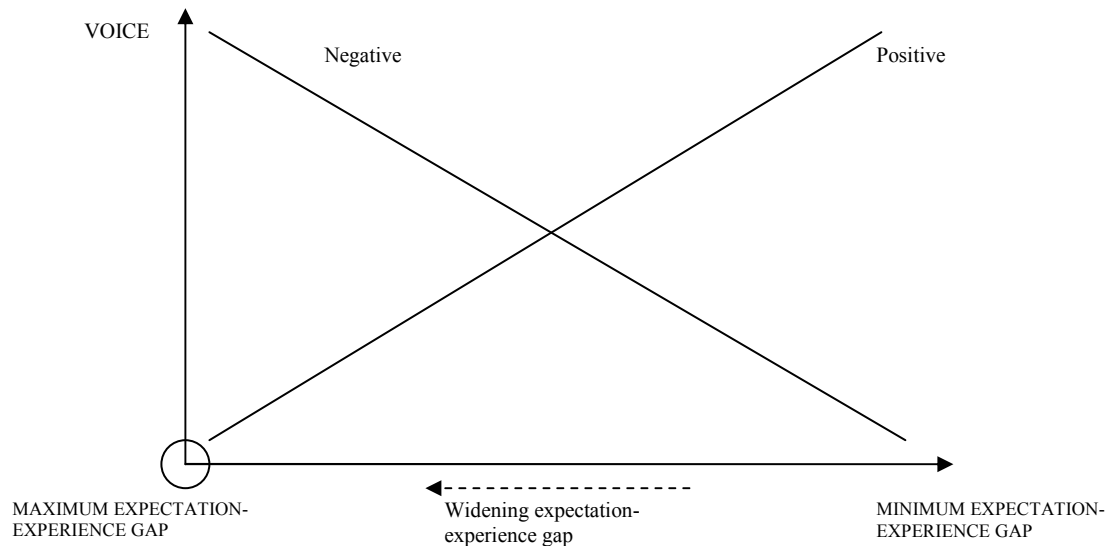 VOICE
Negative
Positive
MAXIMUM EXPECTATION-
EXPERIENCE GAP
Widening expectation-
experience gap
MINIMUM EXPECTATION-
EXPERIENCE GAP